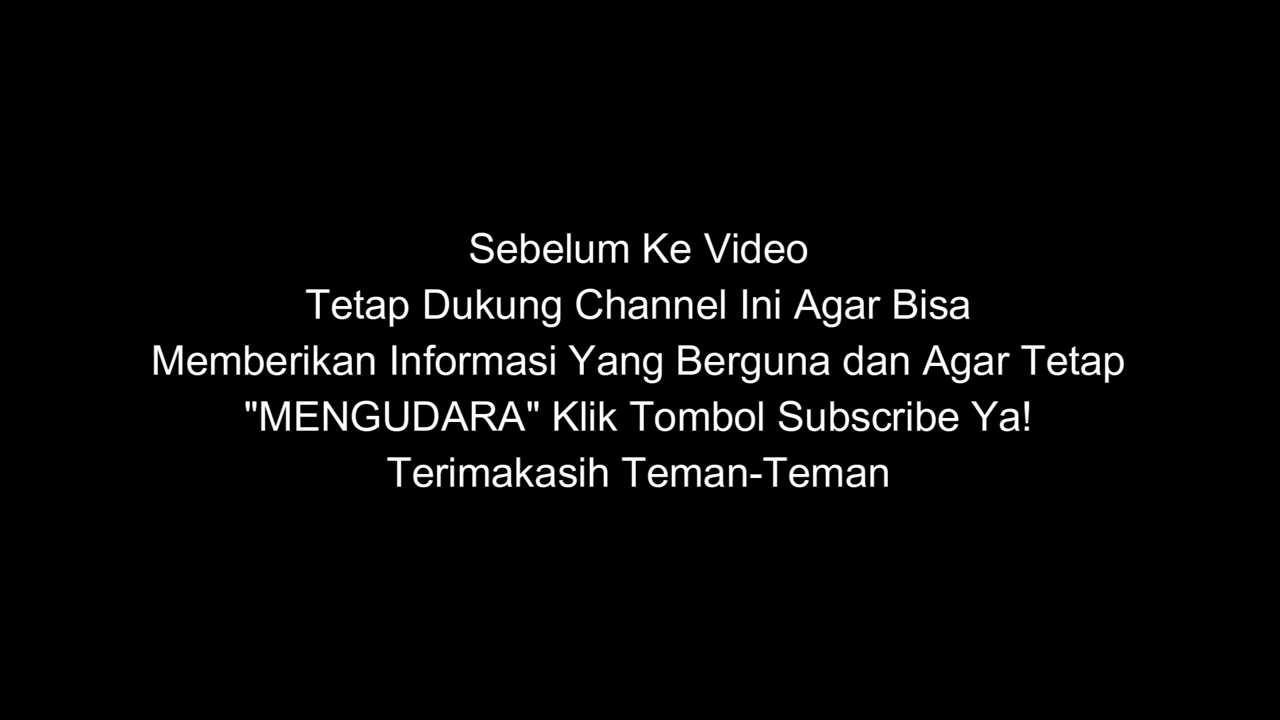 Sebelum Ke Video
Tetap Dukung Channel Ini Agar Bisa
Memberikan Informasi Yang Berguna dan Agar Tetap
"MENGUDARA" Klik Tombol Subscribe Ya!
Terimakasih Teman-Teman